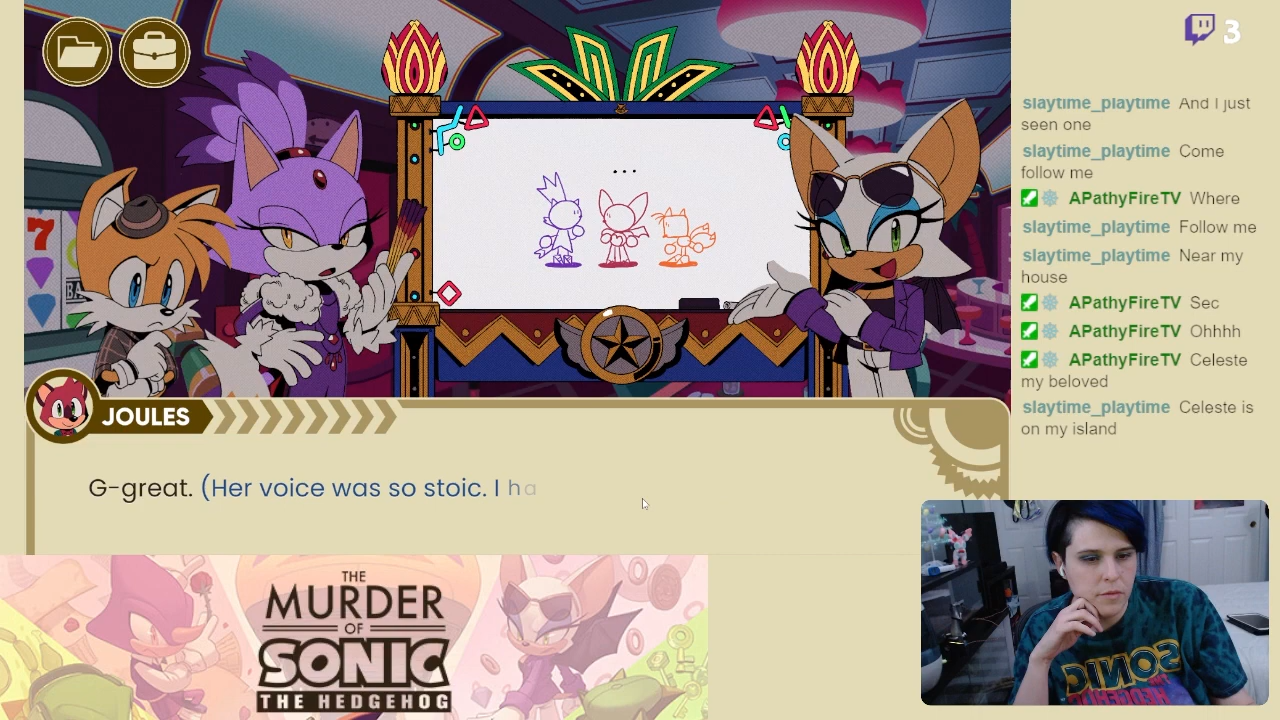 3
slaytime_playtime And I just
seen one
slaytime_playtime Come
follow me
APathyFireTV Where
slaytime_playtime Follow me
slaytime_playtime Near my
house
APathyFireTV Sec
APathyFireTV Ohhhh
APathyFireTV Celeste
my beloved
slaytime_playtime Celeste is
on my island
...
7
BA
JOULES
G-great. (Her voice was so stoic. I ha
THE
MURDER
OF
SONIC
THE HEDGEHOG
SONIC